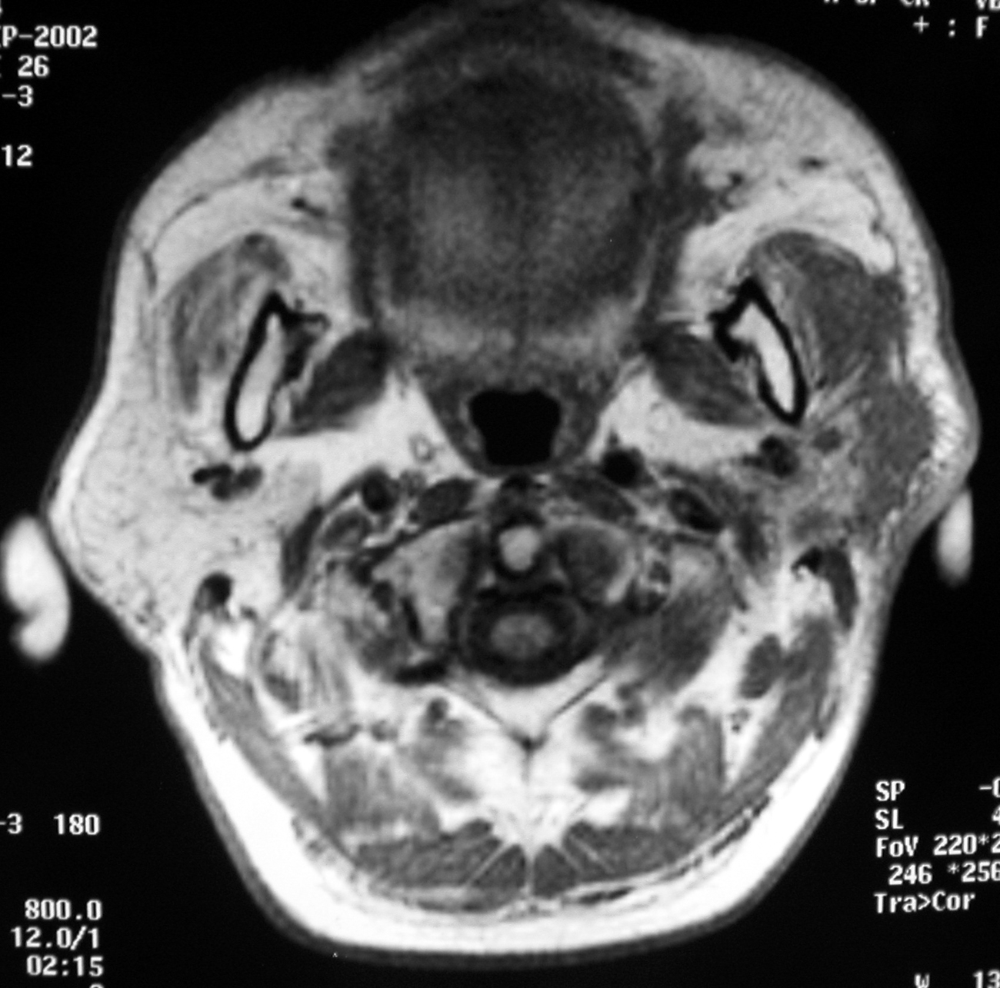 P-2002
26
-3
12
+ : F
-3 180
800.0
12.0/1
02:15
SP
SL
FoV 220*2
246 *256
Tra>Cor
W 13